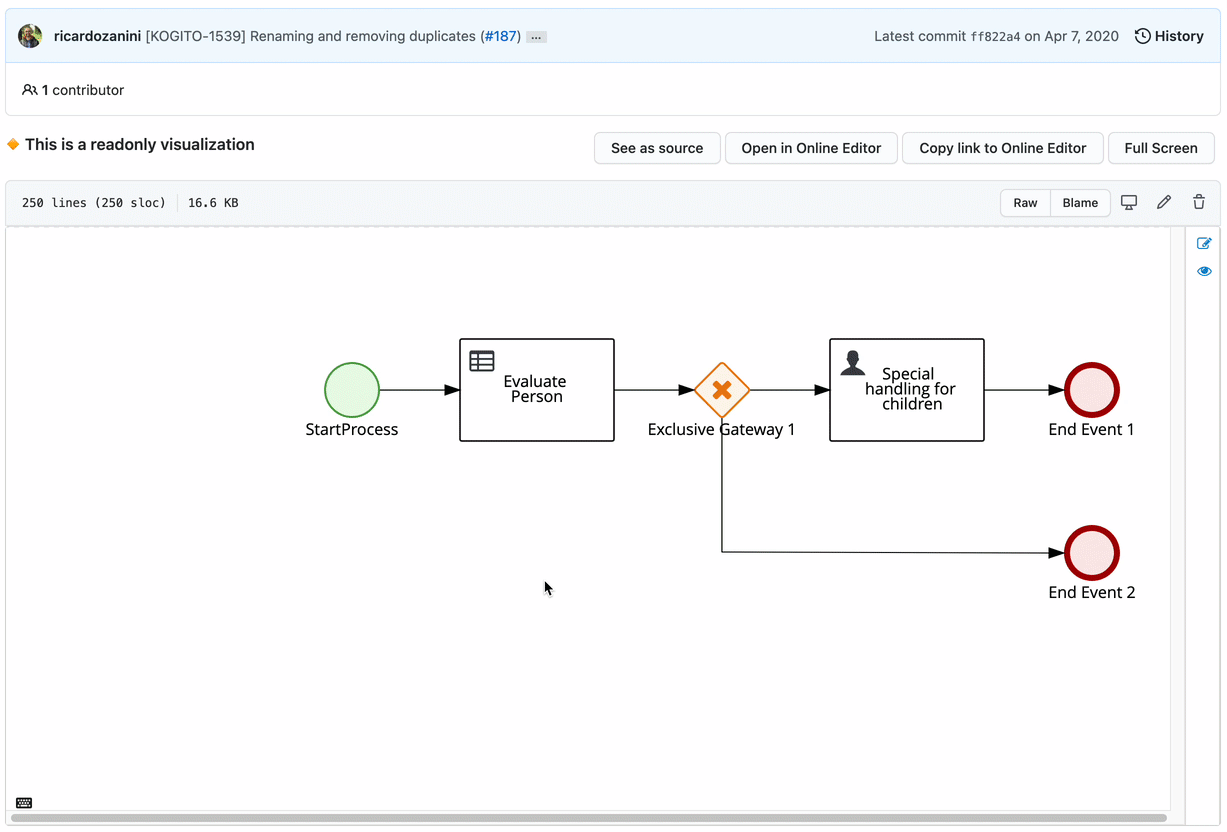 ricardozanini [KOGITO-1539] Renaming and removing duplicates (#187) ... Latest commit ff822a4 on Apr 7, 2020 History
1 contributor
This is a readonly visualization
See as source Open in Online Editor Copy link to Online Editor Full Screen
250 lines (250 sloc) 16.6 KB Raw Blame
Evaluate
Person
Special
handling for
children
StartProcess Exclusive Gateway 1 End Event 1
End Event 2